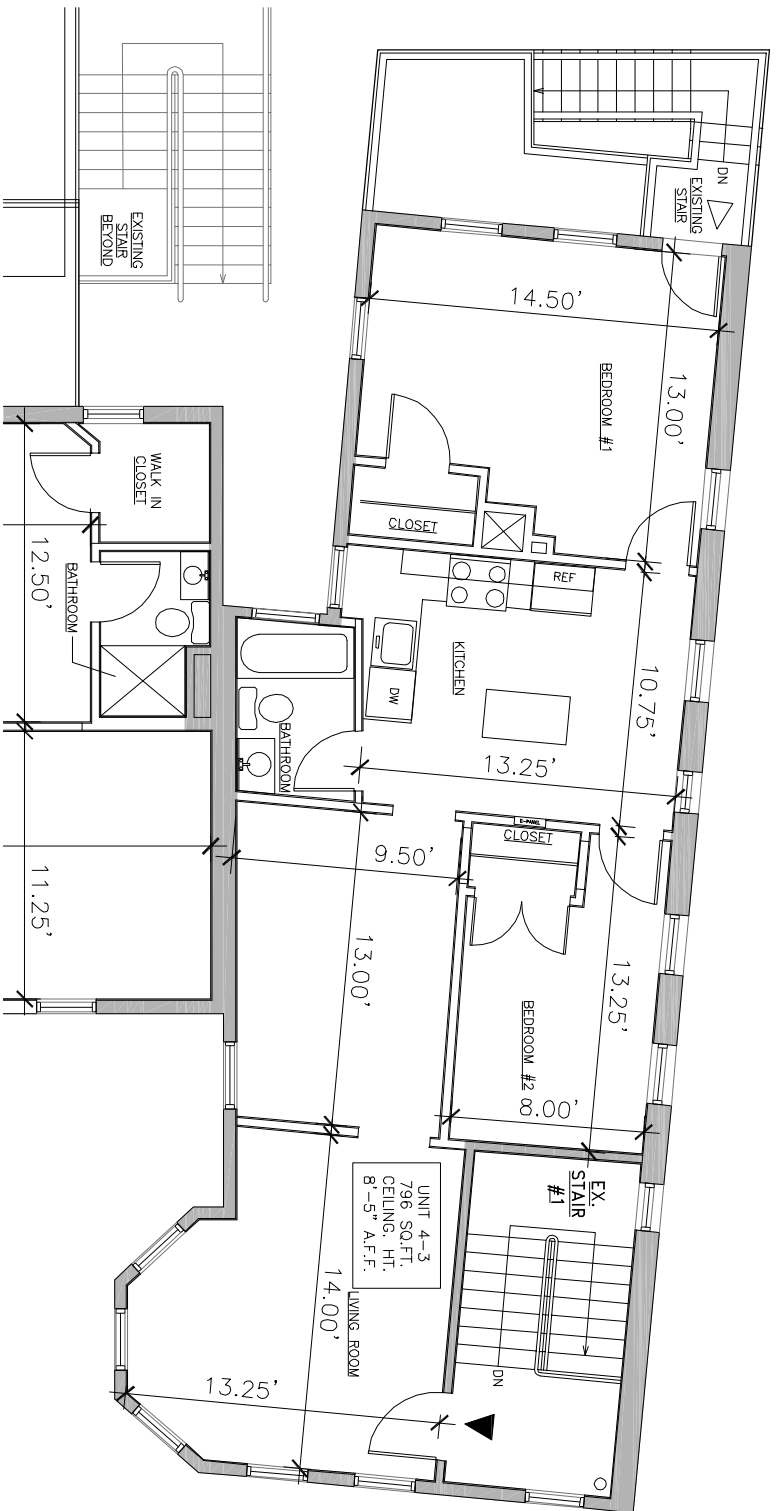 EXISTING
STAIR
BEYOND
DN
EXISTING
STAIR
14.50'
13.00'
BEDROOM #1
CLOSET
WALK IN
CLOSET
BATHROOM
12.50'
REF
KITCHEN
DW
10.75'
13.25'
BATHROOM
E-PANEL
CLOSET
9.50'
11.25'
13.00'
13.25'
BEDROOM #2
8.00'
EX.
STAIR
#1
UNIT 4-3
796 SQ.FT.
CEILING. HT.
8'-5" A.F.F.
LIVING ROOM
14.00'
DN
13.25'